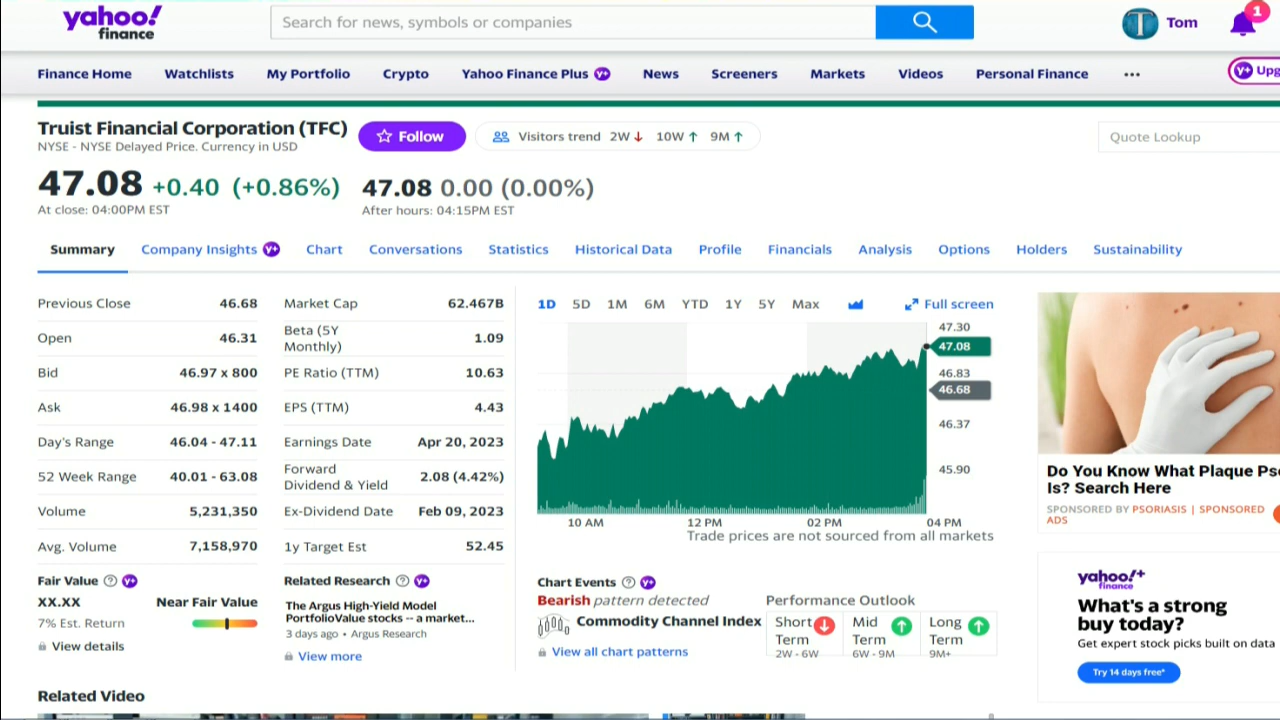 yahoo!
finance
Search for news, symbols or companies
Tom
1
Finance Home Watchlists My Portfolio Crypto Yahoo Finance Plus Y+ News Screeners Markets Videos Personal Finance ... Y+ Upg
Truist Financial Corporation (TFC)
Follow
Visitors trend 2W↓ 10W↑ 9M↑
Quote Lookup
NYSE - NYSE Delayed Price. Currency in USD
47.08 +0.40 (+0.86%) 47.08 0.00 (0.00%)
At close: 04:00PM EST After hours: 04:15PM EST
Summary Company Insights Y+ Chart Conversations Statistics Historical Data Profile Financials Analysis Options Holders Sustainability
Previous Close 46.68
Open 46.31
Bid 46.97 x 800
Ask 46.98 x 1400
Day's Range 46.04 - 47.11
52 Week Range 40.01 - 63.08
Volume 5,231,350
Avg. Volume 7,158,970
Market Cap 62.467B
Beta (5Y
Monthly) 1.09
PE Ratio (TTM) 10.63
EPS (TTM) 4.43
Earnings Date Apr 20, 2023
Forward
Dividend & Yield 2.08 (4.42%)
Ex-Dividend Date Feb 09, 2023
1y Target Est 52.45
Fair Value ? Y+
XX.XX Near Fair Value
7% Est. Return
View details
Related Research ? Y+
The Argus High-Yield Model
PortfolioValue stocks -- a market...
3 days ago • Argus Research
View more
1D 5D 1M 6M YTD 1Y 5Y Max Full screen
47.30
47.08
46.83
46.68
46.37
45.90
10 AM 12 PM 02 PM 04 PM
Trade prices are not sourced from all markets
Chart Events ? Y+
Bearish pattern detected
Commodity Channel Index
View all chart patterns
Performance Outlook
Short
Term
2W - 6W
Mid
Term
6W - 9M
Long
Term
9M+
Do You Know What Plaque Pso
Is? Search Here
SPONSORED BY PSORIASIS | SPONSORED
ADS
yahoo!+
finance
What's a strong
buy today?
Get expert stock picks built on data
Try 14 days free*
Related Video
T